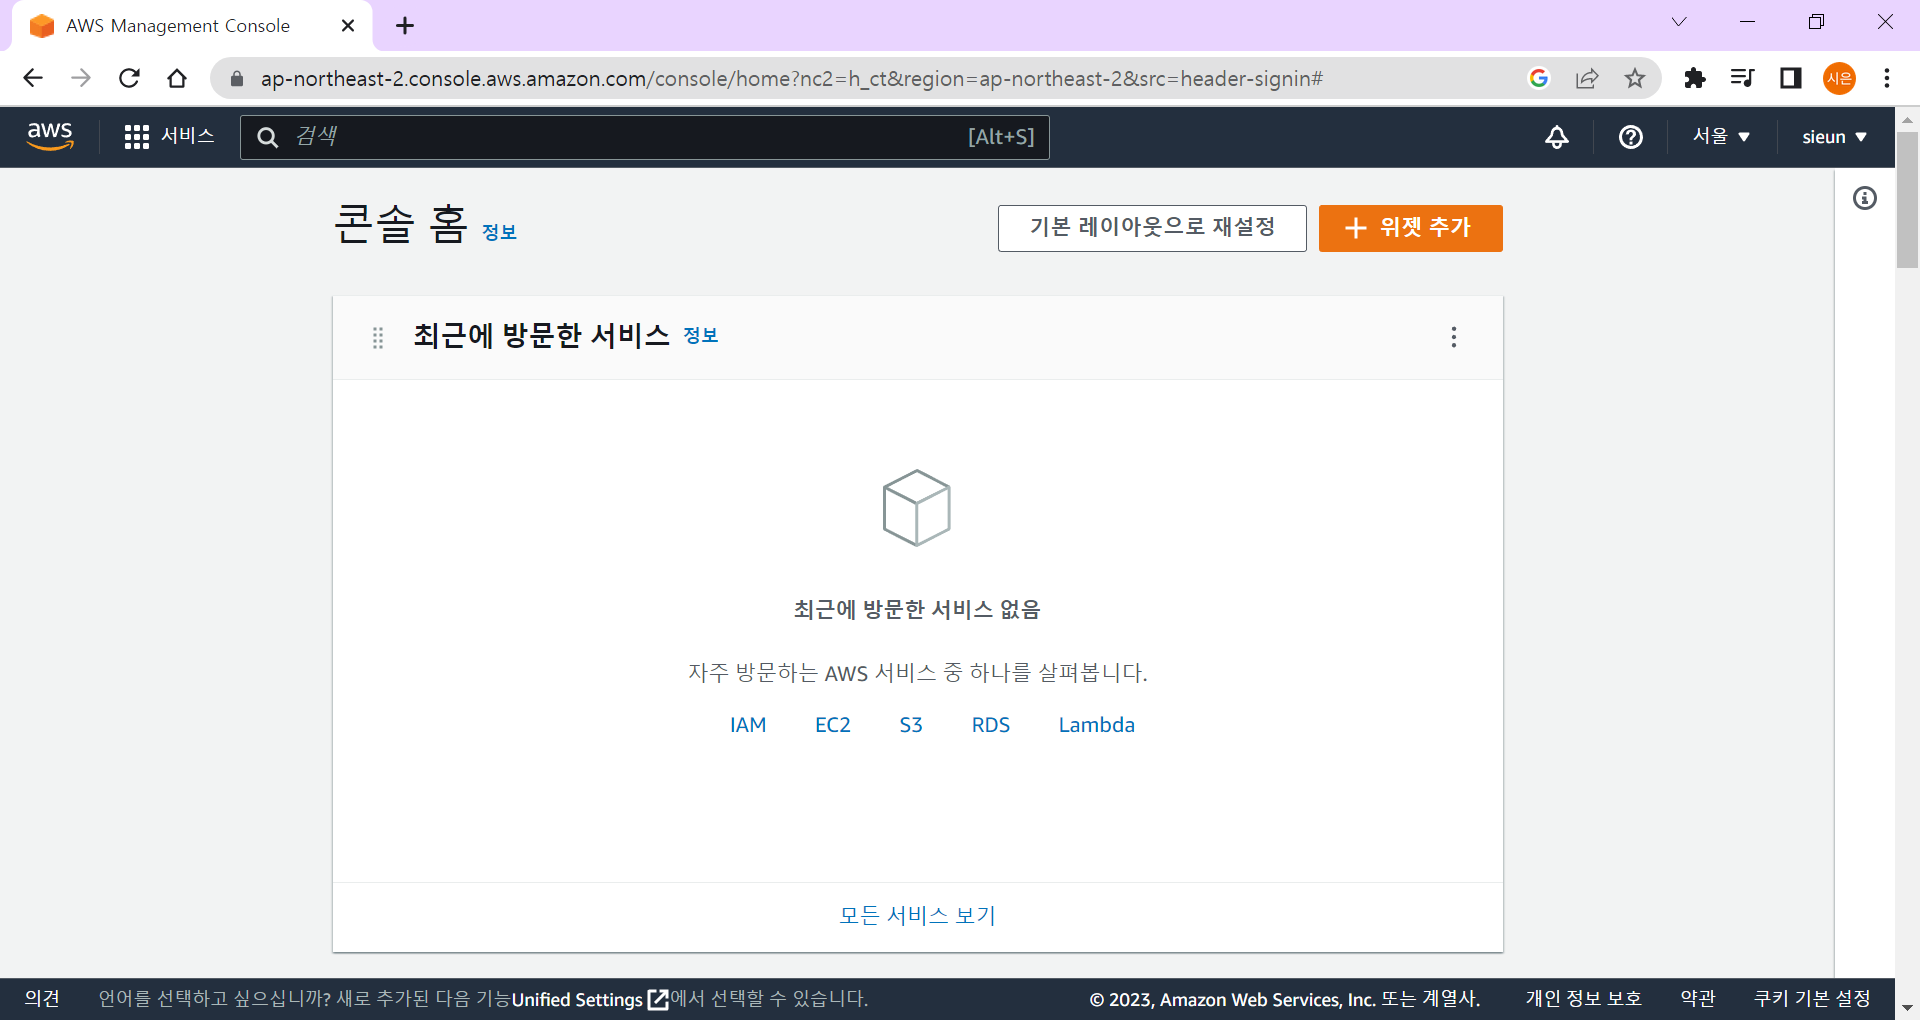 AWS Management Console
ap-northeast-2.console.aws.amazon.com/console/home?nc2=h_ct&region=ap-northeast-2&src=header-signin#
시은
aws
서비스
검색
[Alt+S]
서울
sieun
콘솔 홈 정보
기본 레이아웃으로 재설정
위젯 추가
최근에 방문한 서비스 정보
최근에 방문한 서비스 없음
자주 방문하는 AWS 서비스 중 하나를 살펴봅니다.
IAM EC2 S3 RDS Lambda
모든 서비스 보기
의견
언어를 선택하고 싶으십니까? 새로 추가된 다음 기능Unified Settings에서 선택할 수 있습니다.
© 2023, Amazon Web Services, Inc. 또는 계열사.
개인 정보 보호
약관
쿠키 기본 설정